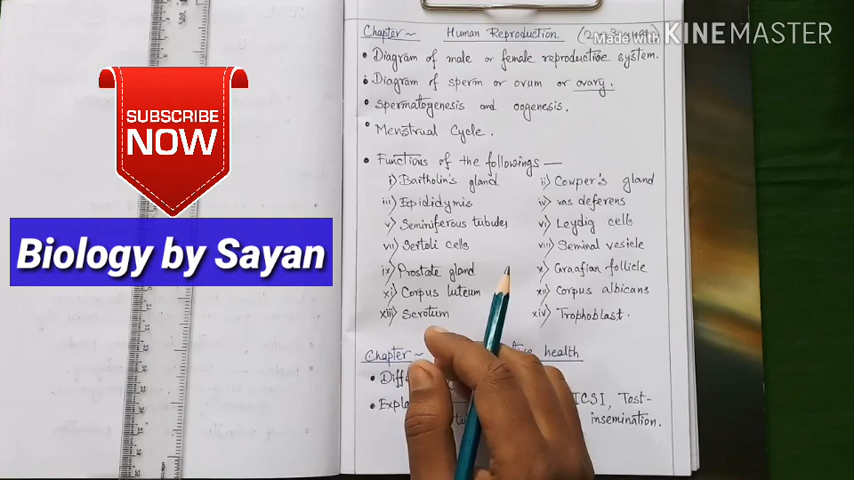 Chapter ~ Human Reproduction
Made with KINEMASTER
• Diagram of male or female reproductive system.
• Diagram of sperm or ovum or ovary.
• Spermatogenesis and oogenesis.
• Menstrual Cycle.
• Functions of the followings —
i) Bartholin's gland ii) Cowper's gland
iii) Epididymis iv) vas deferens
v) Seminiferous tubules vi) Leydig cells
vii) Sertoli cells viii) Seminal vesicle
ix) Prostate gland x) Graafian follicle
xi) Corpus luteum xii) Corpus albicans
xiii) Scrotum xiv) Trophoblast.
Chapter ~ health
• Diff
• Expla ICSI, Test-
insemination.
SUBSCRIBE
NOW
Biology by Sayan